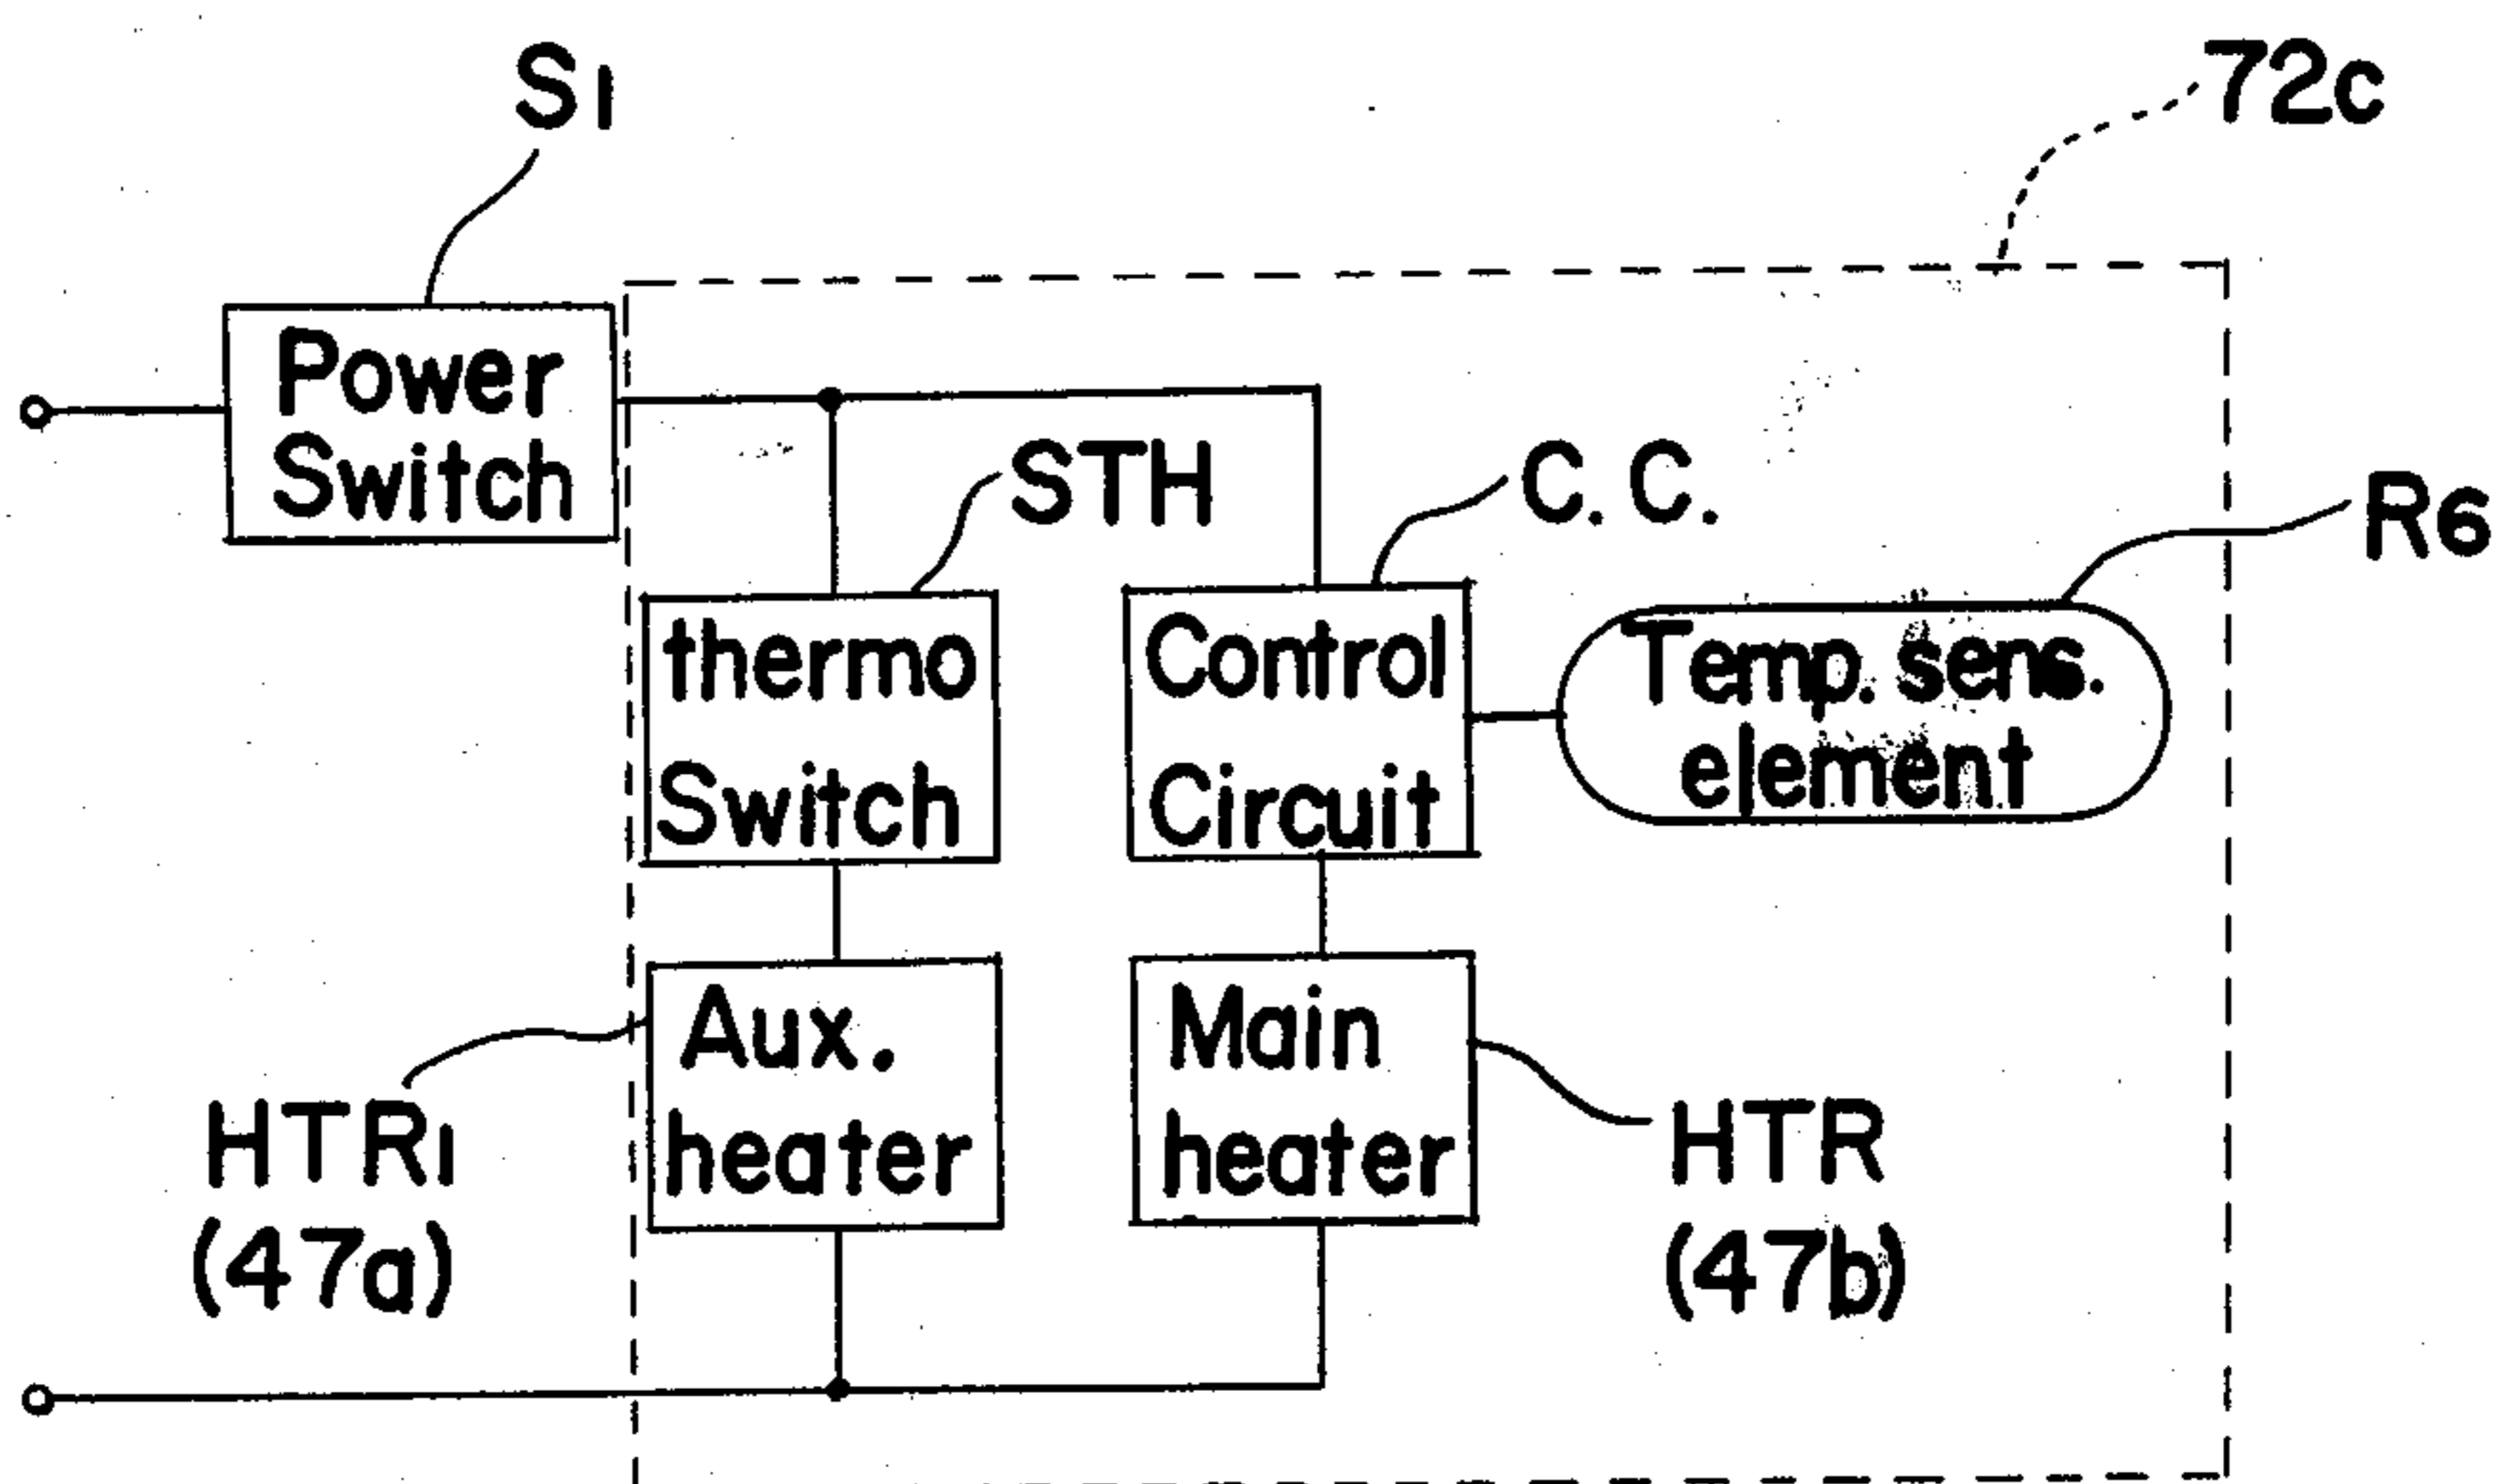 S1
72c
Power
Switch
STH
C.C.
R6
thermo
Switch
Control
Circuit
Temp. sens.
element
Aux.
heater
Main
heater
HTR1
(47a)
HTR
(47b)